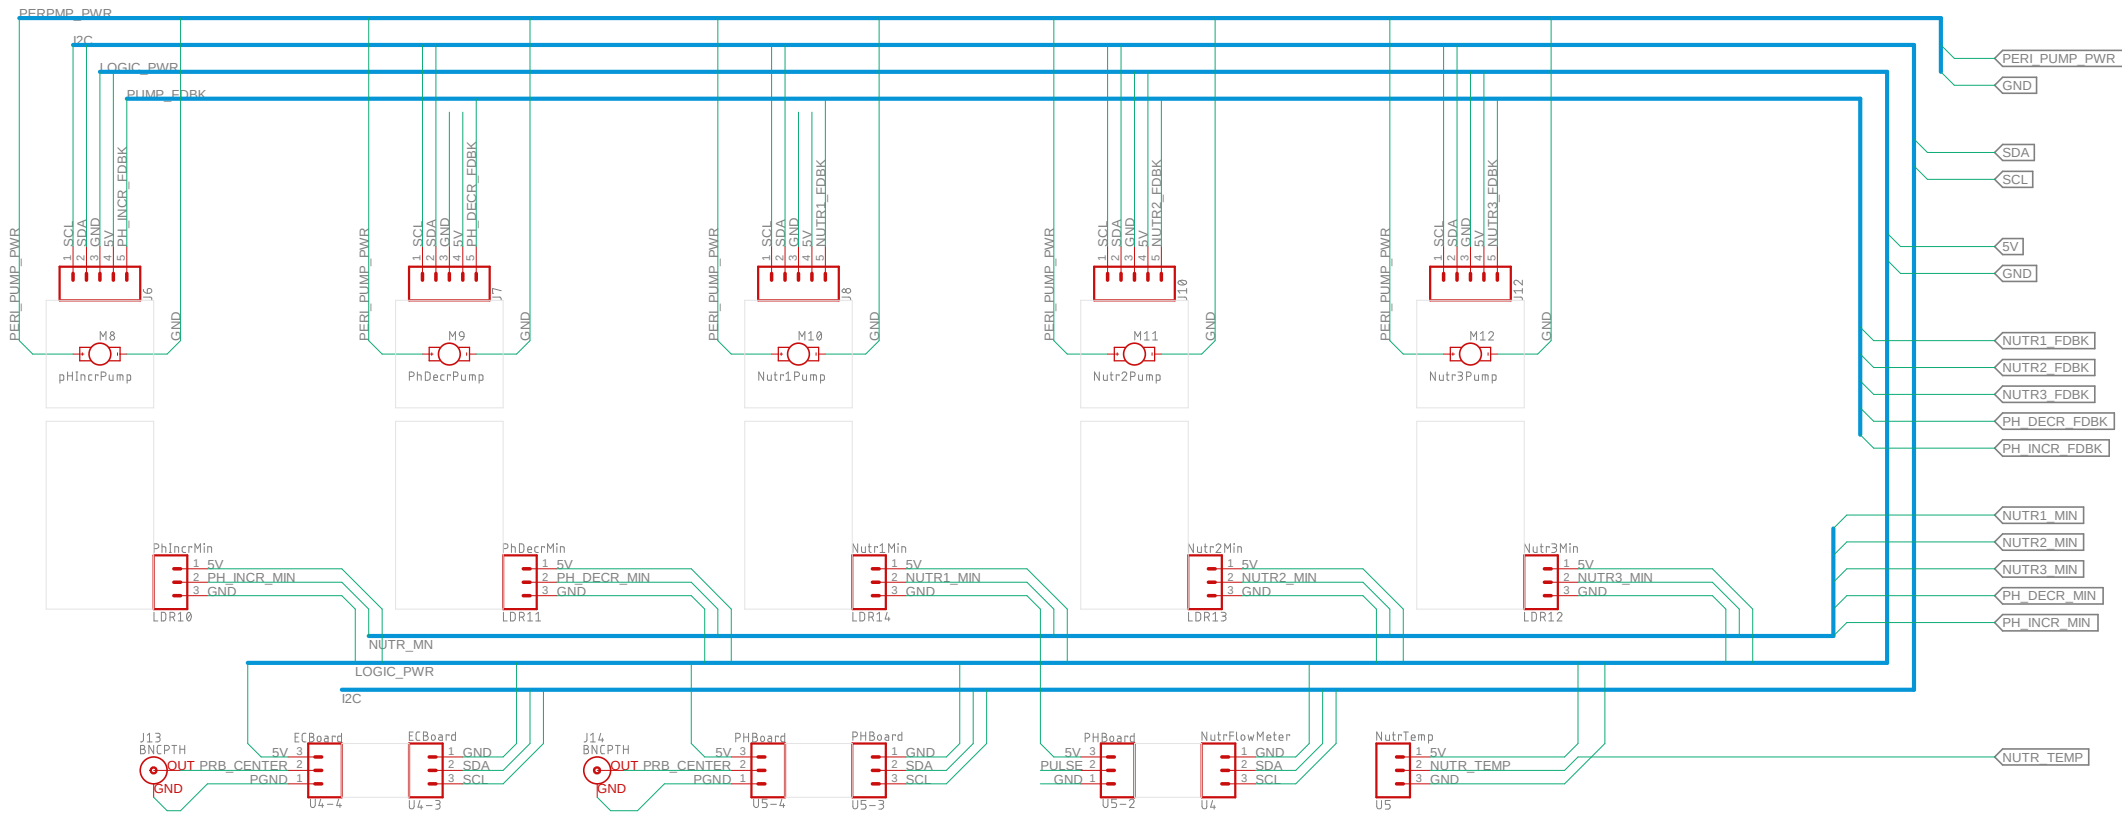 PERPMP_PWR
I2C
LOGIC_PWR
PUMP_FDBK
PERI_PUMP_PWR
GND
SDA
SCL
5V
GND
NUTR1_FDBK
NUTR2_FDBK
NUTR3_FDBK
PH_DECR_FDBK
PH_INCR_FDBK
NUTR1_MIN
NUTR2_MIN
NUTR3_MIN
PH_DECR_MIN
PH_INCR_MIN
NUTR_TEMP
PERI_PUMP_PWR
SCL
SDA
GND
5V
PH_INCR_FDBK
1 2 3 4 5
J6
GND
M8
pHIncrPump
PERI_PUMP_PWR
SCL
SDA
GND
5V
PH_DECR_FDBK
1 2 3 4 5
J7
GND
M9
PhDecrPump
PERI_PUMP_PWR
SCL
SDA
GND
5V
NUTR1_FDBK
1 2 3 4 5
J8
GND
M10
Nutr1Pump
PERI_PUMP_PWR
SCL
SDA
GND
5V
NUTR2_FDBK
1 2 3 4 5
J10
GND
M11
Nutr2Pump
PERI_PUMP_PWR
SCL
SDA
GND
5V
NUTR3_FDBK
1 2 3 4 5
J12
GND
M12
Nutr3Pump
PhIncrMin
1 5V
2 PH_INCR_MIN
3 GND
LDR10
PhDecrMin
1 5V
2 PH_DECR_MIN
3 GND
LDR11
Nutr1Min
1 5V
2 NUTR1_MIN
3 GND
LDR14
Nutr2Min
1 5V
2 NUTR2_MIN
3 GND
LDR13
Nutr3Min
1 5V
2 NUTR3_MIN
3 GND
LDR12
NUTR_MN
LOGIC_PWR
I2C
J13
BNCPTH
OUT
GND
ECBoard
5V 3
PRB_CENTER 2
PGND 1
U4-4
ECBoard
1 GND
2 SDA
3 SCL
U4-3
J14
BNCPTH
OUT
GND
PHBoard
5V 3
PRB_CENTER 2
PGND 1
U5-4
PHBoard
1 GND
2 SDA
3 SCL
U5-3
PHBoard
5V 3
PULSE 2
GND 1
U5-2
NutrFlowMeter
1 GND
2 SDA
3 SCL
U4
NutrTemp
1 5V
2 NUTR_TEMP
3 GND
U5